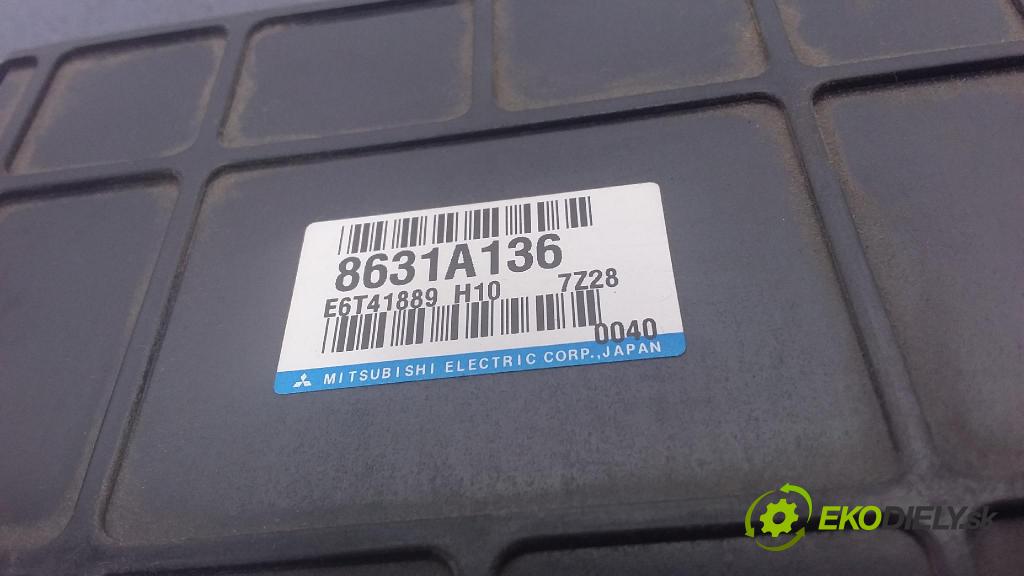 8631A136
E6T41889 H10 7Z28
0040
MITSUBISHI ELECTRIC CORP., JAPAN
EKODIELY.sk